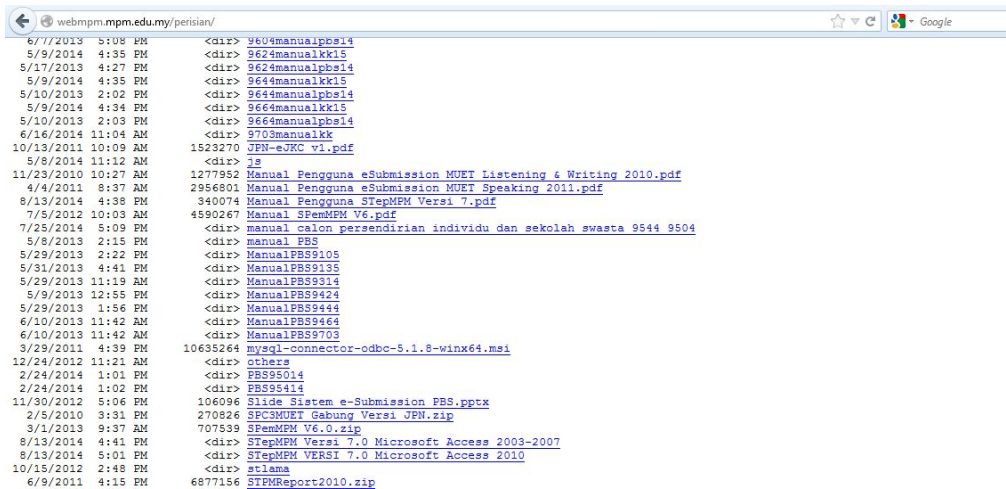 webmpm.mpm.edu.my/perisian/ Google
6/7/2013 5:08 PM <dir> 9604manualpbs14
5/9/2014 4:35 PM <dir> 9624manualkk15
5/17/2013 4:27 PM <dir> 9624manualpbs14
5/9/2014 4:35 PM <dir> 9644manualkk15
5/10/2013 2:02 PM <dir> 9644manualpbs14
5/9/2014 4:34 PM <dir> 9664manualkk15
5/10/2013 2:03 PM <dir> 9664manualpbs14
6/16/2014 11:04 AM <dir> 9703manualkk
10/13/2011 10:09 AM 1523270 JPN-eJKC v1.pdf
5/8/2014 11:12 AM <dir> js
11/23/2010 10:27 AM 1277952 Manual Pengguna eSubmission MUET Listening & Writing 2010.pdf
4/4/2011 8:37 AM 2956801 Manual Pengguna eSubmission MUET Speaking 2011.pdf
8/13/2014 4:38 PM 340074 Manual Pengguna STepMPM Versi 7.pdf
7/5/2012 10:03 AM 4590267 Manual SPemMPM V6.pdf
7/25/2014 5:09 PM <dir> manual calon persendirian individu dan sekolah swasta 9544 9504
5/8/2013 2:15 PM <dir> manual PBS
5/29/2013 2:22 PM <dir> ManualPBS9105
5/31/2013 4:41 PM <dir> ManualPBS9135
5/29/2013 11:19 AM <dir> ManualPBS9314
5/9/2013 12:55 PM <dir> ManualPBS9424
5/29/2013 1:56 PM <dir> ManualPBS9444
6/10/2013 11:42 AM <dir> ManualPBS9464
6/10/2013 11:42 AM <dir> ManualPBS9703
3/29/2011 4:39 PM 10635264 mysql-connector-odbc-5.1.8-winx64.msi
12/24/2012 11:21 AM <dir> others
2/24/2014 1:01 PM <dir> PBS95014
2/24/2014 1:02 PM <dir> PBS95414
11/30/2012 5:06 PM 106096 Slide Sistem e-Submission PBS.pptx
2/5/2010 3:31 PM 270826 SPC3MUET Gabung Versi JPN.zip
3/1/2013 9:37 AM 707539 SPemMPM V6.0.zip
8/13/2014 4:41 PM <dir> STepMPM Versi 7.0 Microsoft Access 2003-2007
8/13/2014 5:01 PM <dir> STepMPM VERSI 7.0 Microsoft Access 2010
10/15/2012 2:48 PM <dir> stlama
6/9/2011 4:15 PM 6877156 STPMReport2010.zip